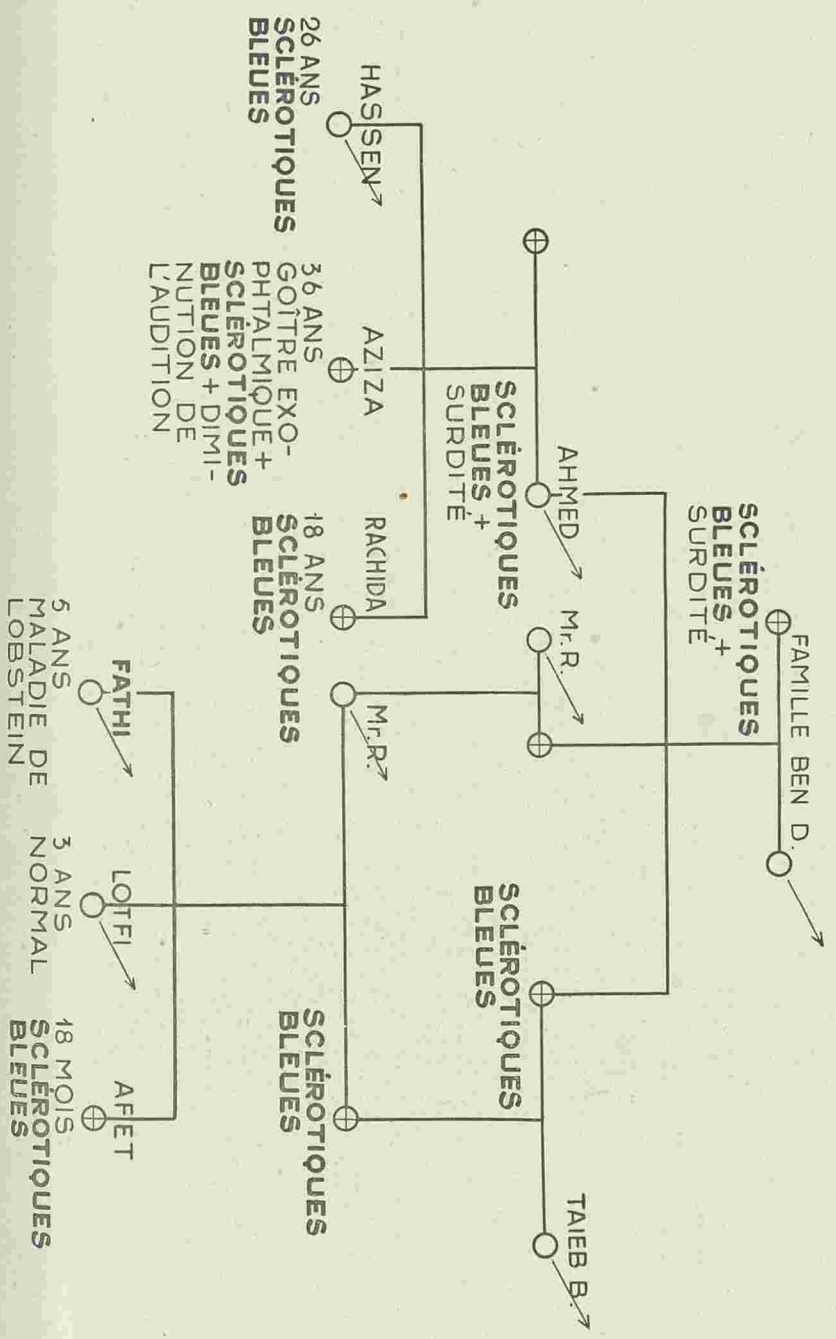 FAMILLE BEN D.
SCLÉROTIQUES
BLEUES +
SURDITÉ
AHMED
SCLÉROTIQUES
BLEUES +
SURDITÉ
Mr. R.
SCLÉROTIQUES
BLEUES
TAIEB B.
HASSEN
26 ANS
SCLÉROTIQUES
BLEUES
AZIZA
36 ANS
GOÎTRE EXO-
PHTALMIQUE +
SCLÉROTIQUES
BLEUES + DIMI-
NUTION DE
L'AUDITION
RACHIDA
18 ANS
SCLÉROTIQUES
BLEUES
Mr. R.
SCLÉROTIQUES
BLEUES
FATHI
5 ANS
MALADIE DE
LOBSTEIN
LOTFI
3 ANS
NORMAL
AFET
18 MOIS
SCLÉROTIQUES
BLEUES